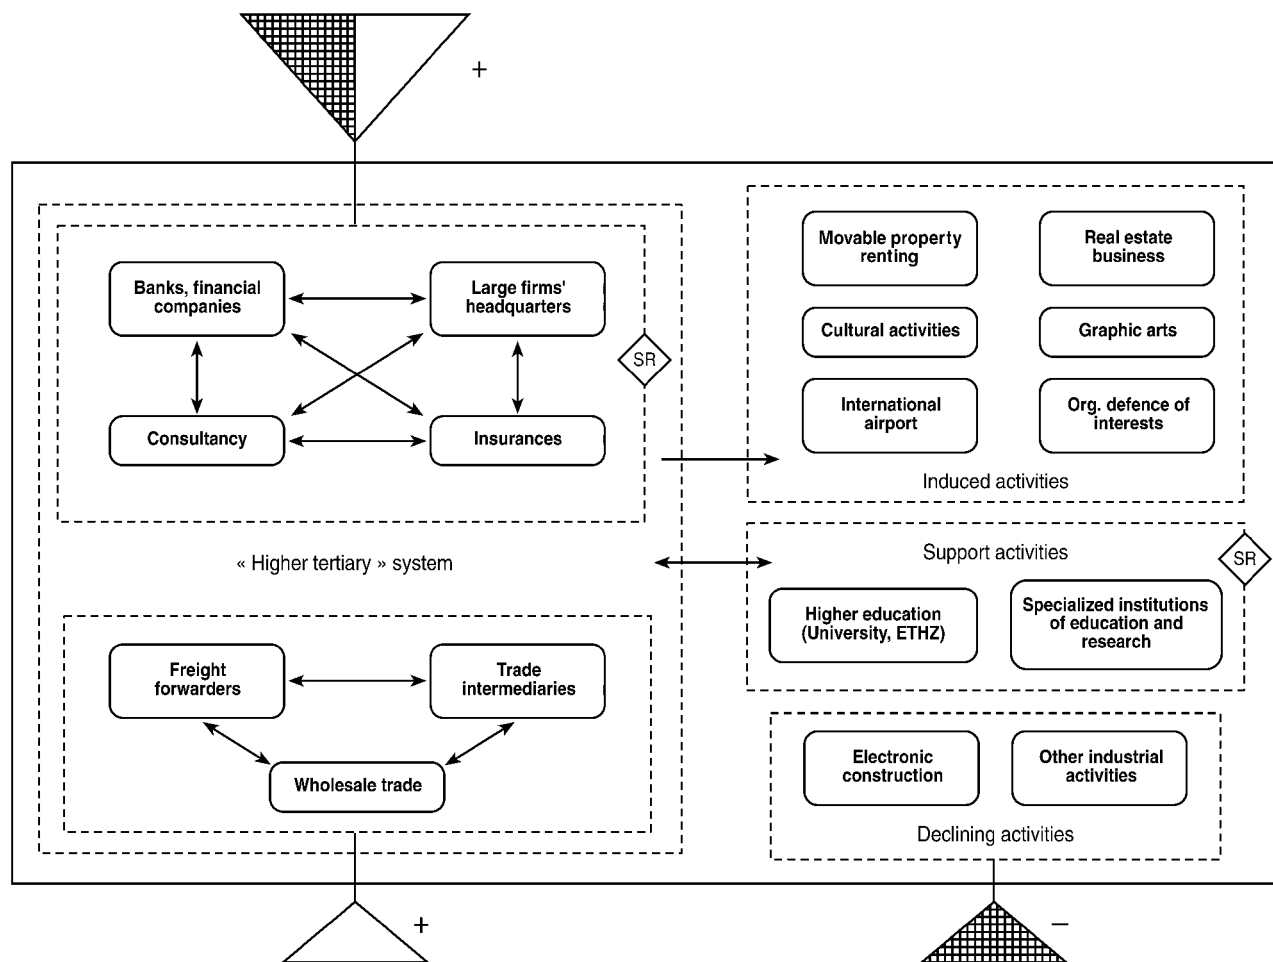 +
Banks, financial
companies
Large firms'
headquarters
SR
Consultancy
Insurances
« Higher tertiary » system
Freight
forwarders
Trade
intermediaries
Wholesale trade
+
Movable property
renting
Real estate
business
Cultural activities
Graphic arts
International
airport
Org. defence of
interests
Induced activities
Support activities
SR
Higher education
(University, ETHZ)
Specialized institutions
of education and
research
Electronic
construction
Other industrial
activities
Declining activities
–